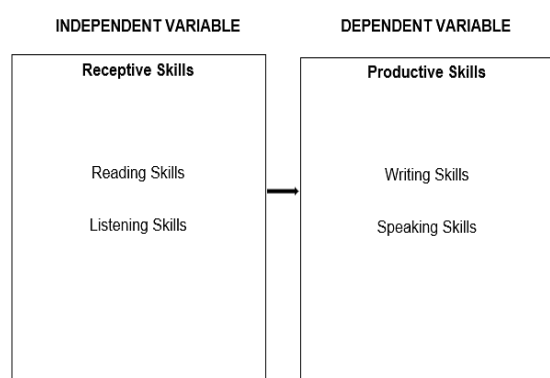 INDEPENDENT VARIABLE
DEPENDENT VARIABLE
Receptive Skills
Productive Skills
Reading Skills
Writing Skills
Listening Skills
Speaking Skills